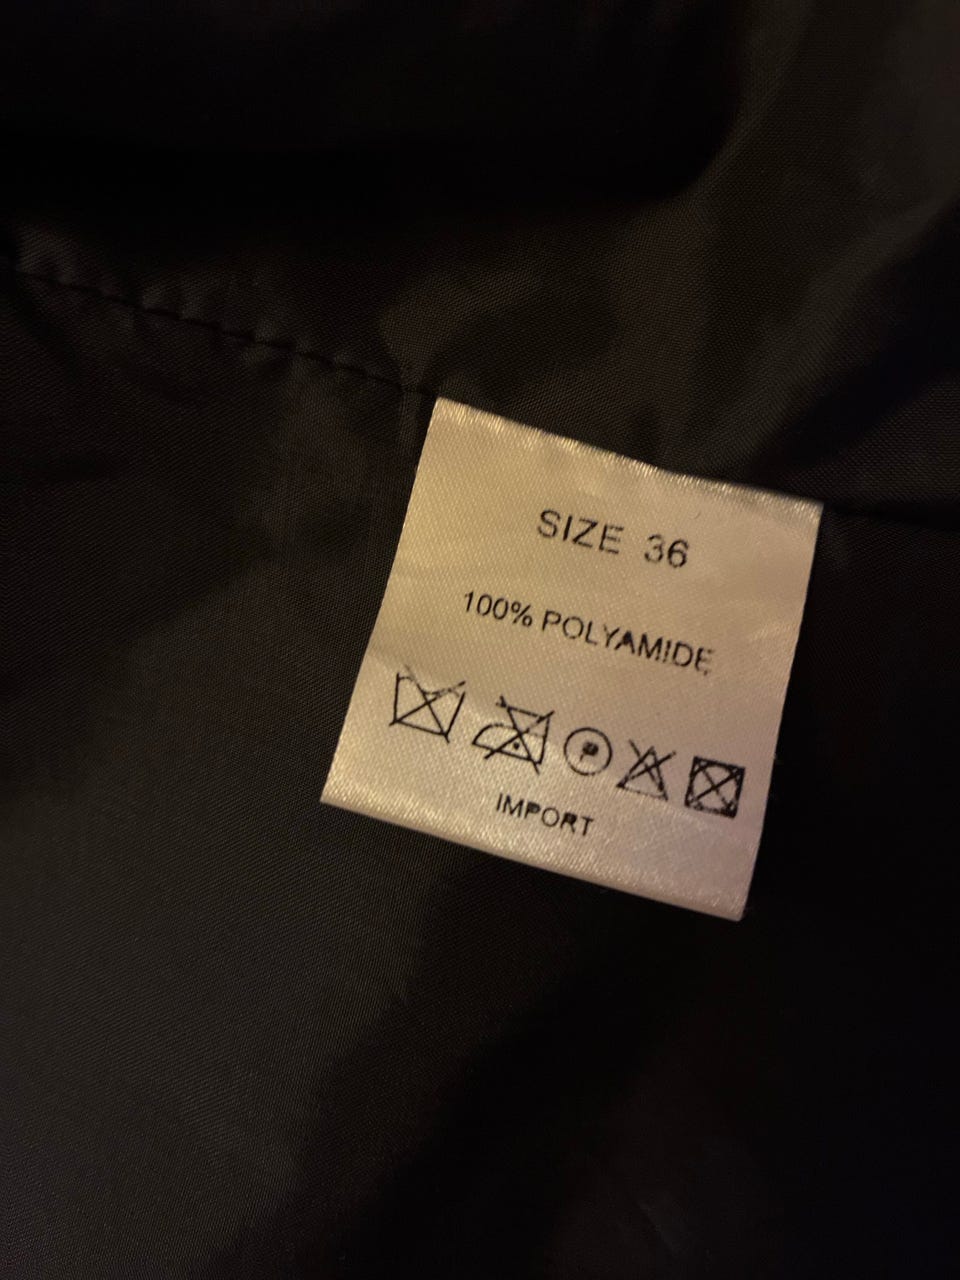 SIZE 36
100% POLYAMIDE
P
IMPORT